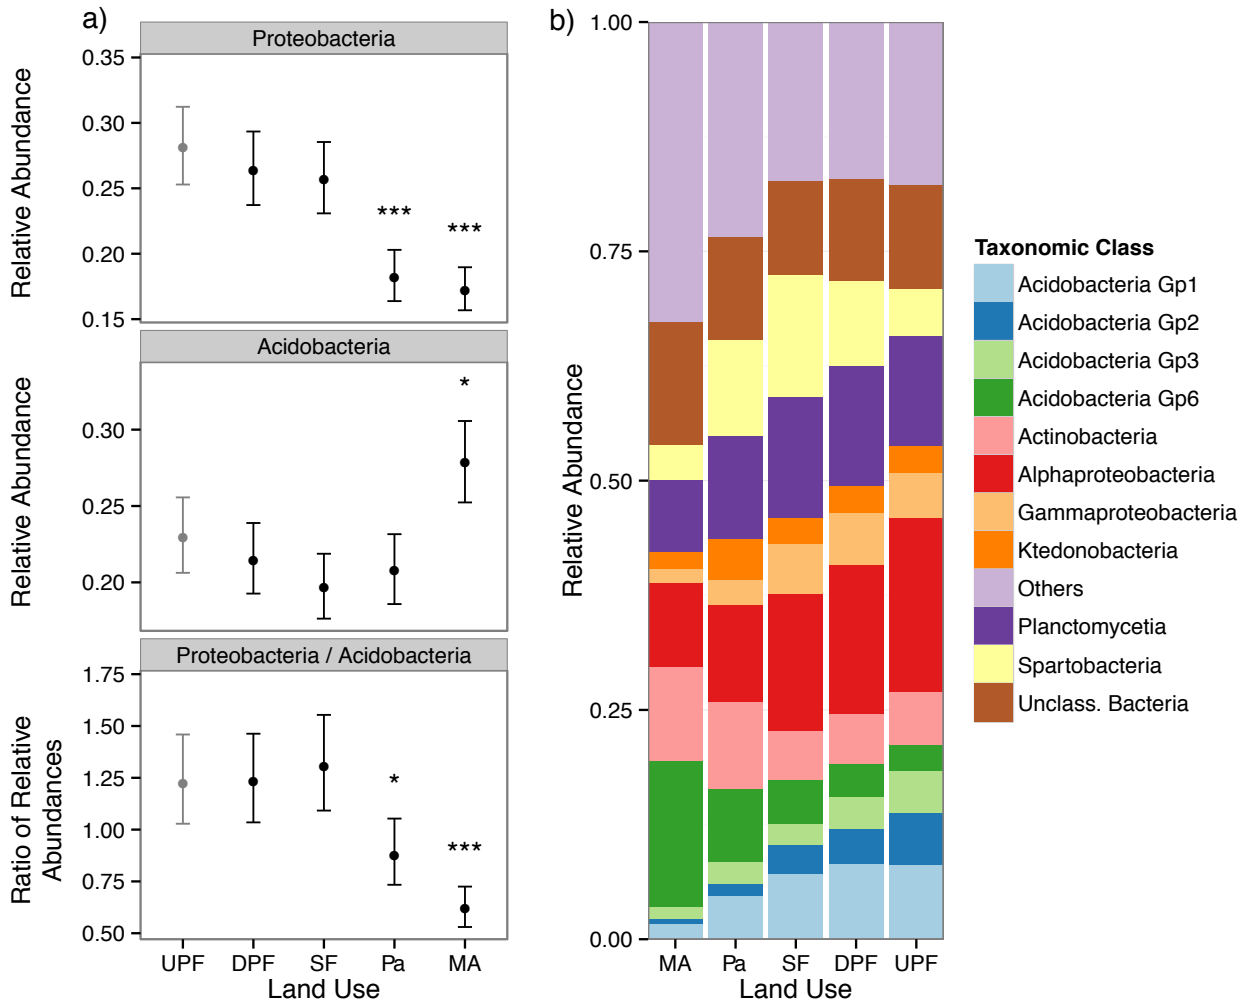 a)
Proteobacteria
Relative Abundance
0.35
0.30
0.25
0.20
0.15
***
***
Acidobacteria
Relative Abundance
0.30
0.25
0.20
*
Proteobacteria / Acidobacteria
Ratio of Relative
Abundances
1.75
1.50
1.25
1.00
0.75
0.50
*
***
UPF DPF SF Pa MA
Land Use
b)
Relative Abundance
1.00
0.75
0.50
0.25
0.00
MA Pa SF DPF UPF
Land Use
Taxonomic Class
Acidobacteria Gp1
Acidobacteria Gp2
Acidobacteria Gp3
Acidobacteria Gp6
Actinobacteria
Alphaproteobacteria
Gammaproteobacteria
Ktedonobacteria
Others
Planctomycetia
Spartobacteria
Unclass. Bacteria